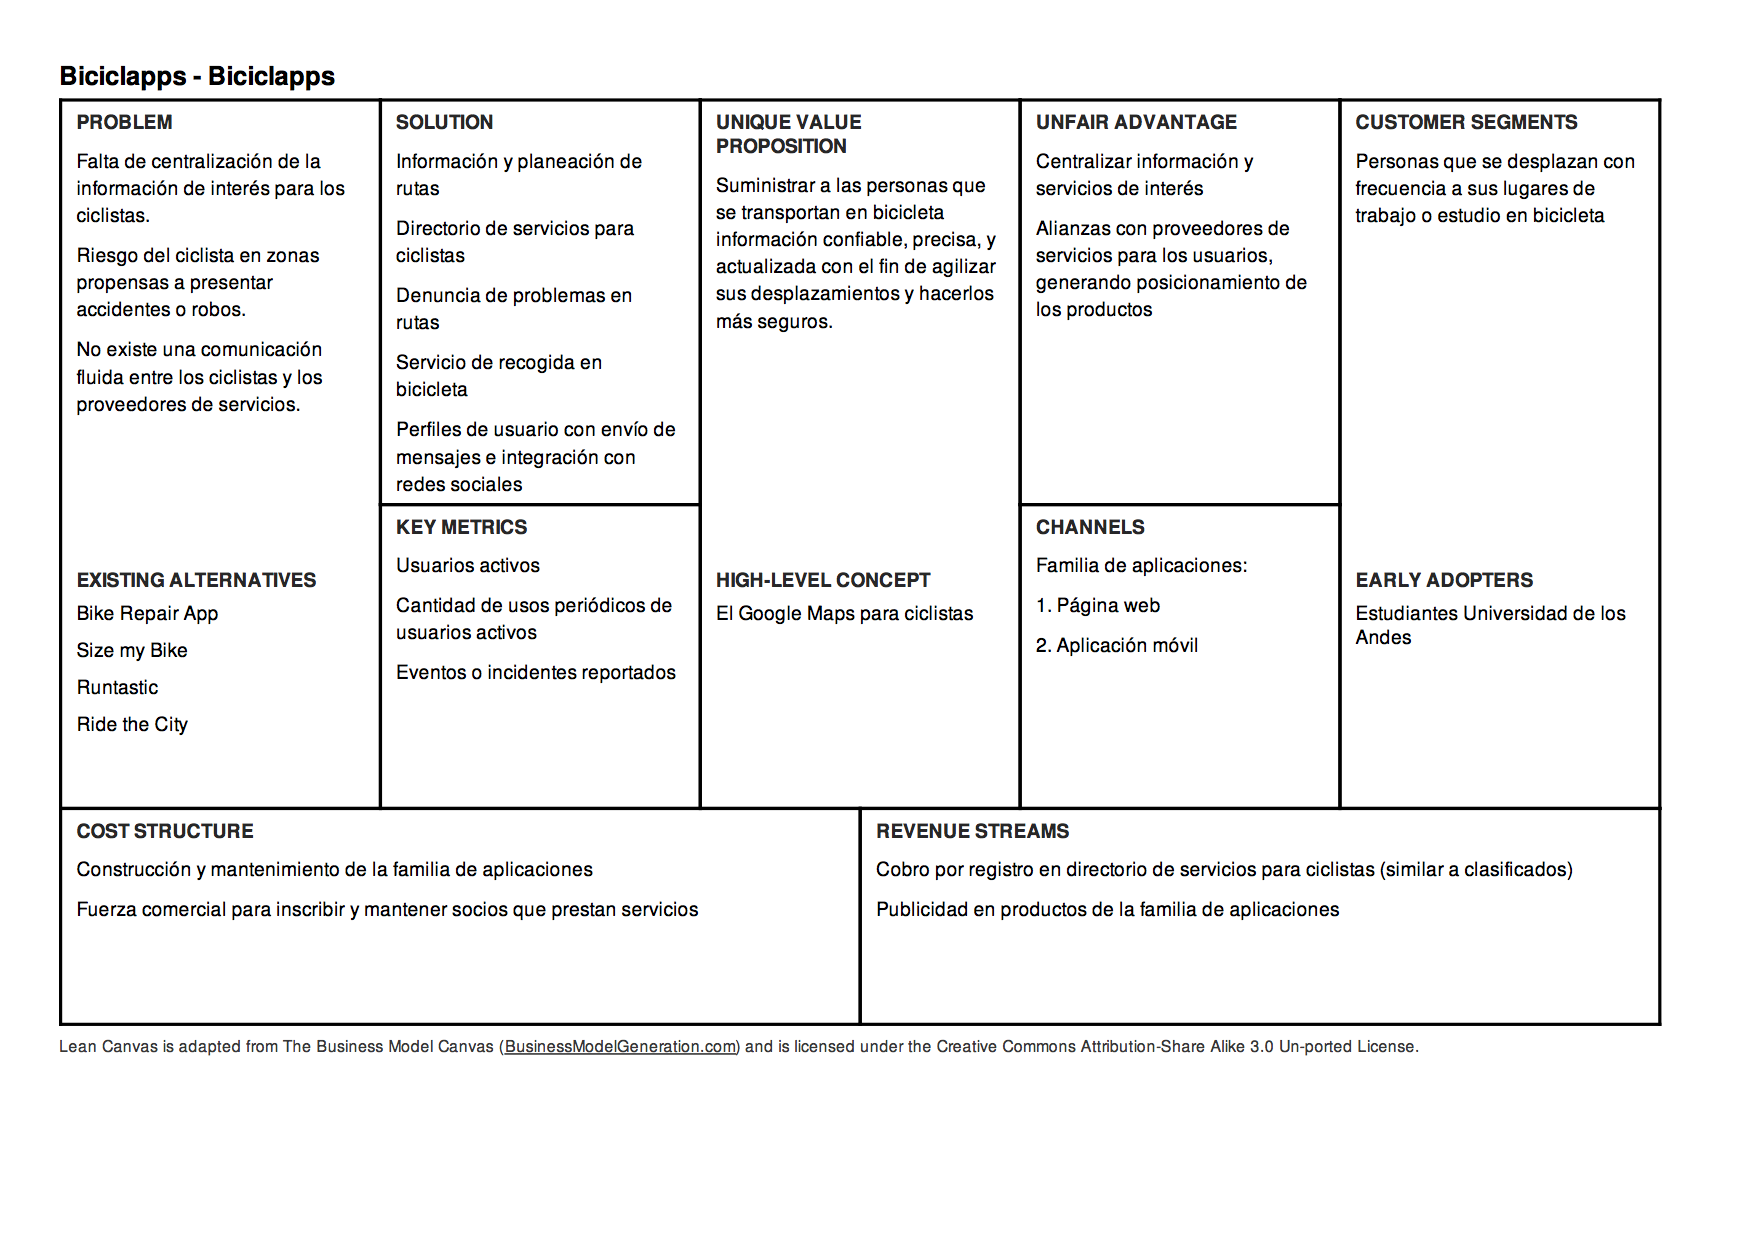 Biciclapps - Biciclapps
PROBLEM
Falta de centralización de la
información de interés para los
ciclistas.
Riesgo del ciclista en zonas
propensas a presentar
accidentes o robos.
No existe una comunicación
fluida entre los ciclistas y los
proveedores de servicios.
EXISTING ALTERNATIVES
Bike Repair App
Size my Bike
Runtastic
Ride the City
SOLUTION
Información y planeación de
rutas
Directorio de servicios para
ciclistas
Denuncia de problemas en
rutas
Servicio de recogida en
bicicleta
Perfiles de usuario con envío de
mensajes e integración con
redes sociales
KEY METRICS
Usuarios activos
Cantidad de usos periódicos de
usuarios activos
Eventos o incidentes reportados
UNIQUE VALUE
PROPOSITION
Suministrar a las personas que
se transportan en bicicleta
información confiable, precisa, y
actualizada con el fin de agilizar
sus desplazamientos y hacerlos
más seguros.
HIGH-LEVEL CONCEPT
El Google Maps para ciclistas
UNFAIR ADVANTAGE
Centralizar información y
servicios de interés
Alianzas con proveedores de
servicios para los usuarios,
generando posicionamiento de
los productos
CHANNELS
Familia de aplicaciones:
1. Página web
2. Aplicación móvil
CUSTOMER SEGMENTS
Personas que se desplazan con
frecuencia a sus lugares de
trabajo o estudio en bicicleta
EARLY ADOPTERS
Estudiantes Universidad de los
Andes
COST STRUCTURE
Construcción y mantenimiento de la familia de aplicaciones
Fuerza comercial para inscribir y mantener socios que prestan servicios
REVENUE STREAMS
Cobro por registro en directorio de servicios para ciclistas (similar a clasificados)
Publicidad en productos de la familia de aplicaciones
Lean Canvas is adapted from The Business Model Canvas (BusinessModelGeneration.com) and is licensed under the Creative Commons Attribution-Share Alike 3.0 Un-ported License.